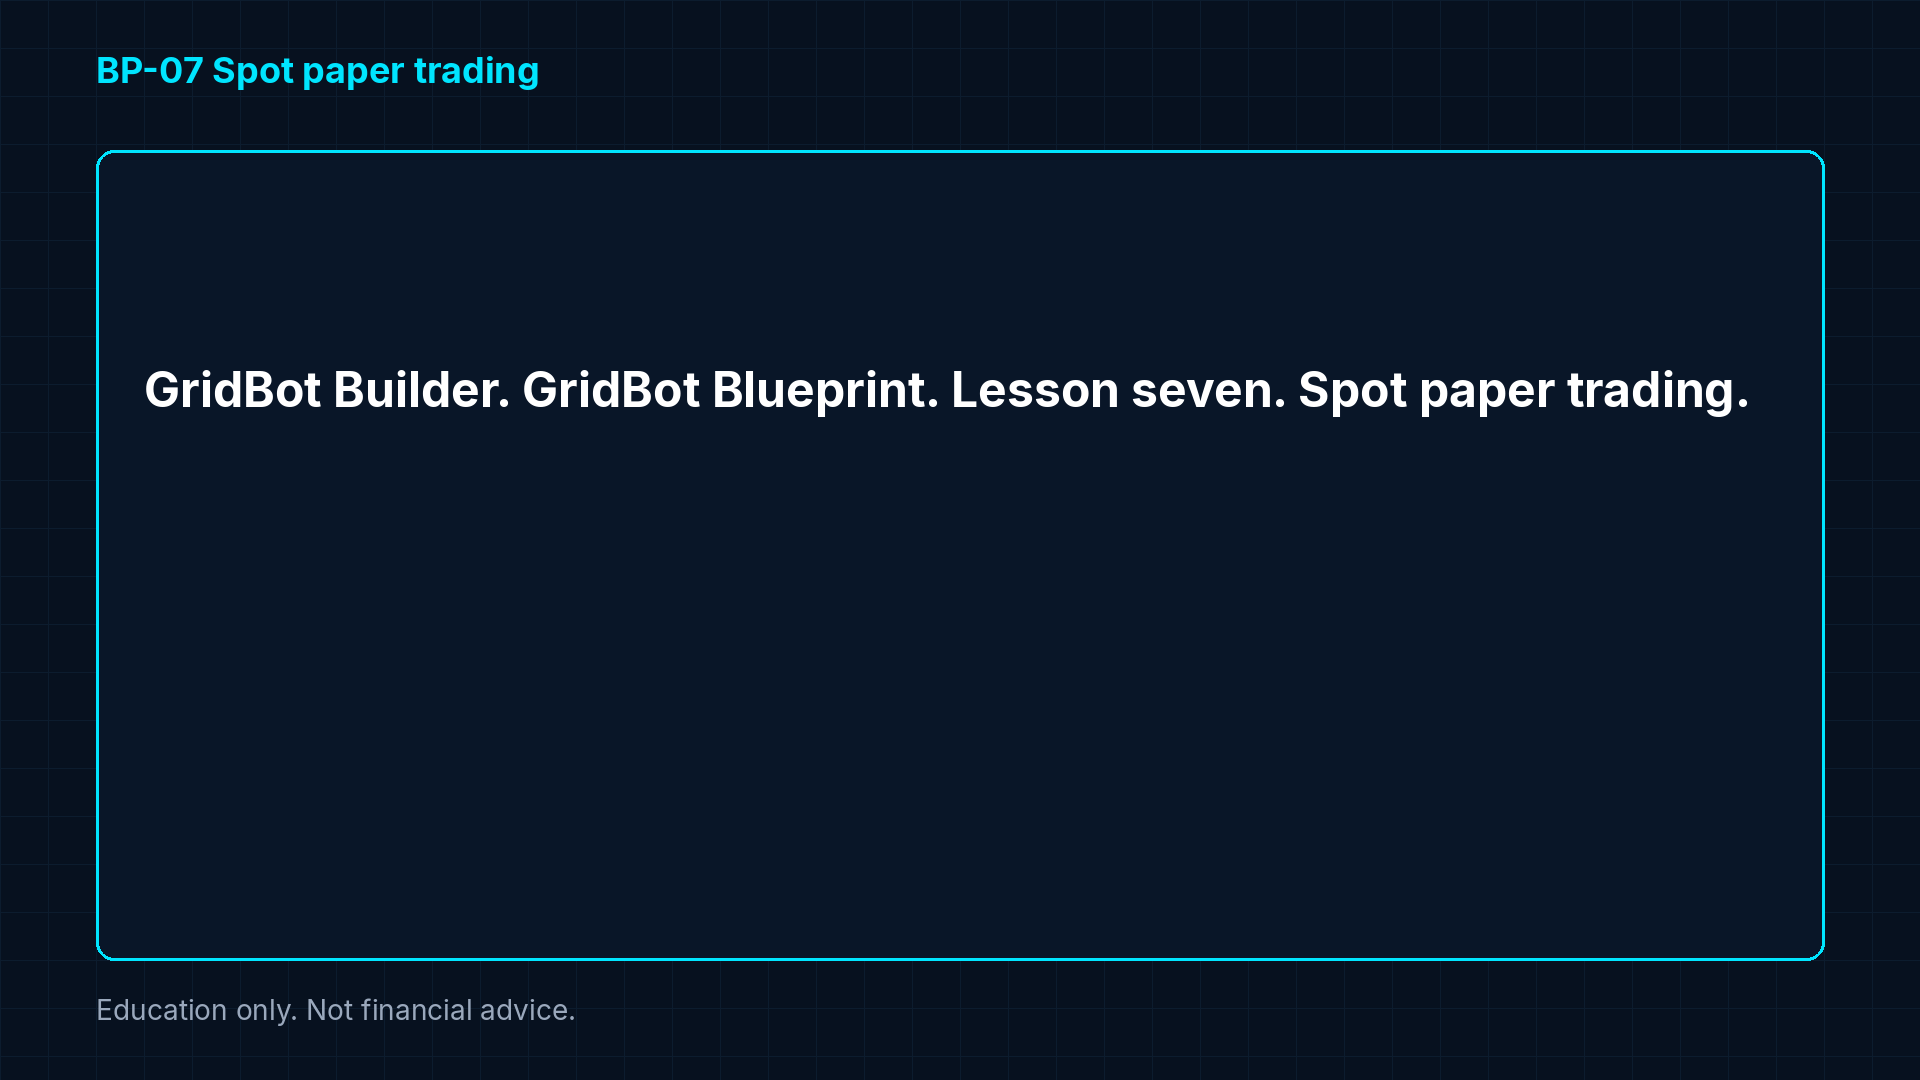 BP-07 Spot paper trading
GridBot Builder. GridBot Blueprint. Lesson seven. Spot paper trading.
Education only. Not financial advice.